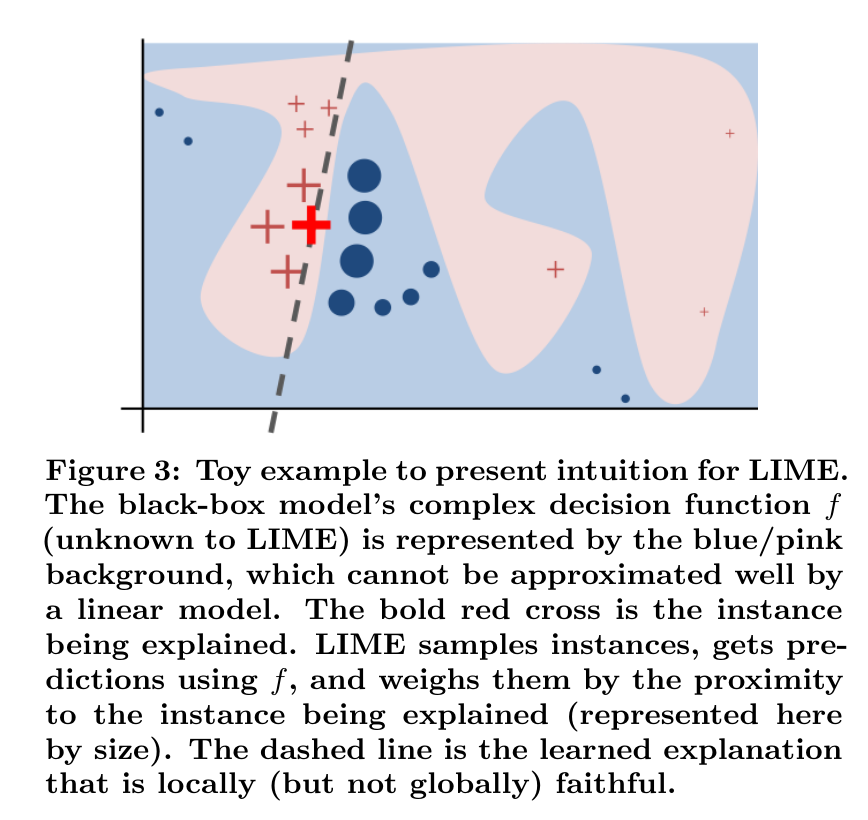 Figure 3: Toy example to present intuition for LIME.
The black-box model's complex decision function f
(unknown to LIME) is represented by the blue/pink
background, which cannot be approximated well by
a linear model. The bold red cross is the instance
being explained. LIME samples instances, gets pre-
dictions using f, and weighs them by the proximity
to the instance being explained (represented here
by size). The dashed line is the learned explanation
that is locally (but not globally) faithful.